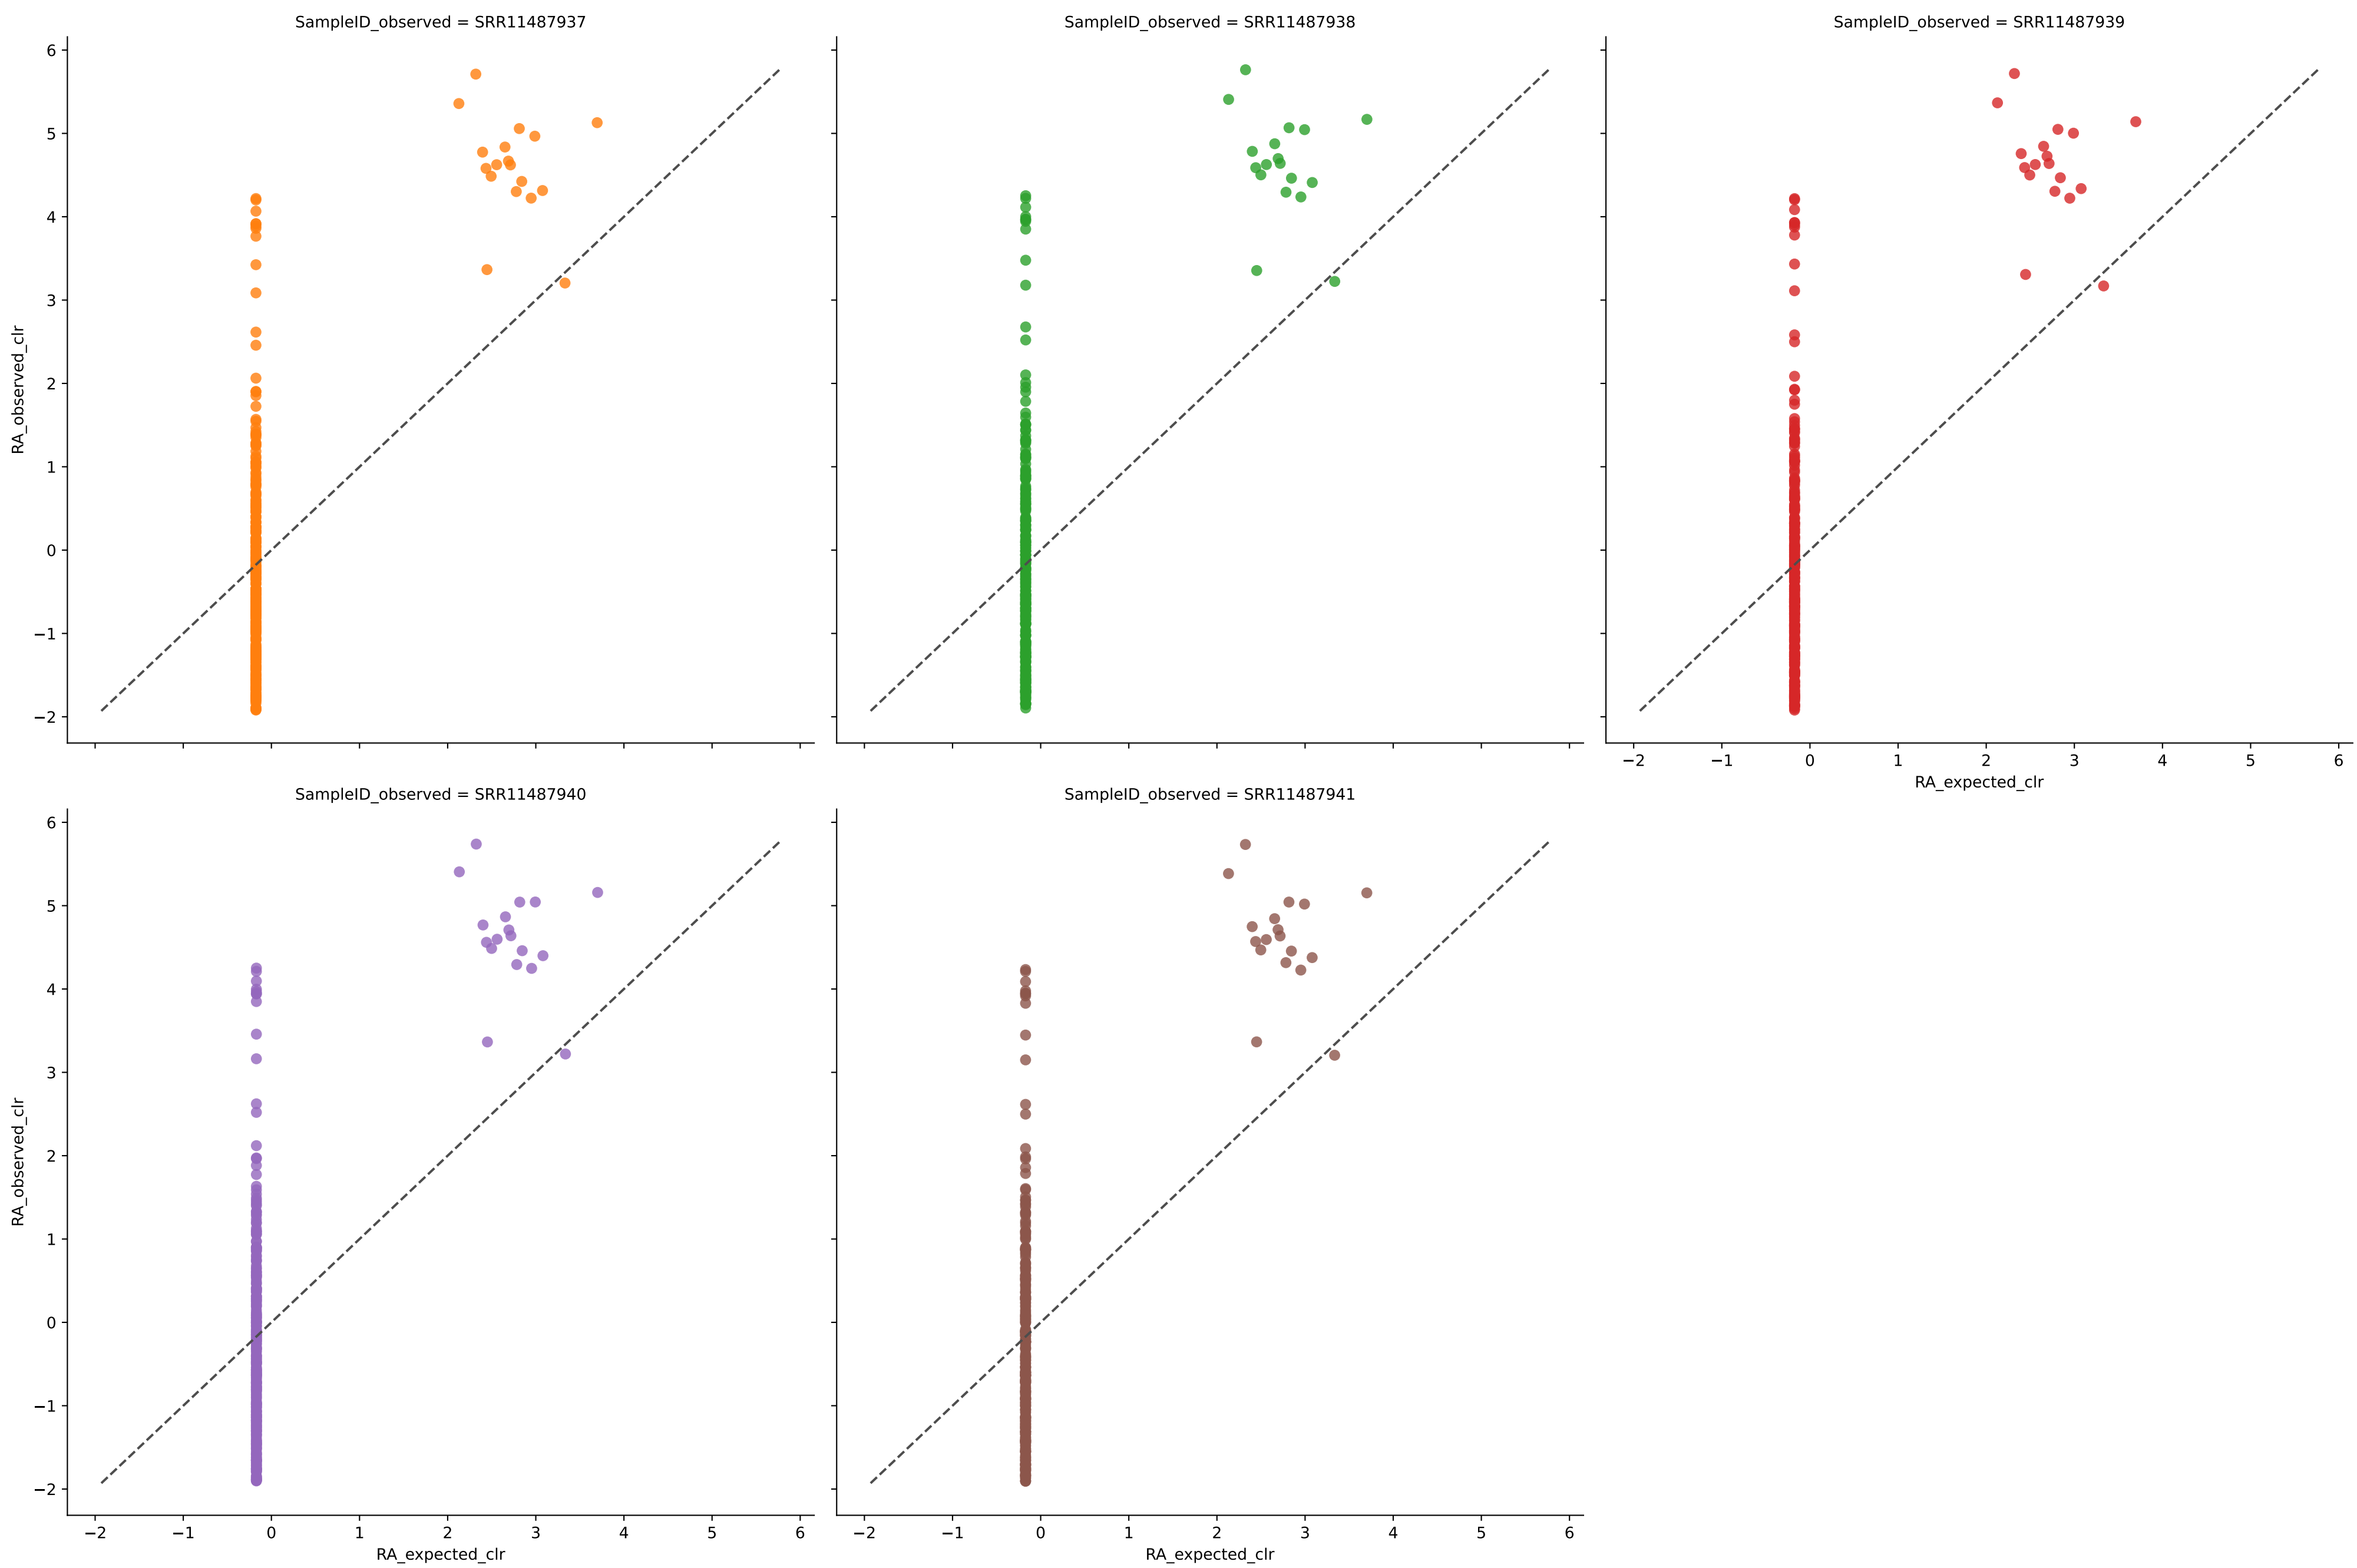 SampleID_observed = SRR11487937
SampleID_observed = SRR11487938
SampleID_observed = SRR11487939
6
5
4
3
2
1
0
−1
−2
RA_observed_clr
−2 −1 0 1 2 3 4 5 6
RA_expected_clr
SampleID_observed = SRR11487940
SampleID_observed = SRR11487941
6
5
4
3
2
1
0
−1
−2
RA_observed_clr
−2 −1 0 1 2 3 4 5 6
RA_expected_clr
−2 −1 0 1 2 3 4 5 6
RA_expected_clr